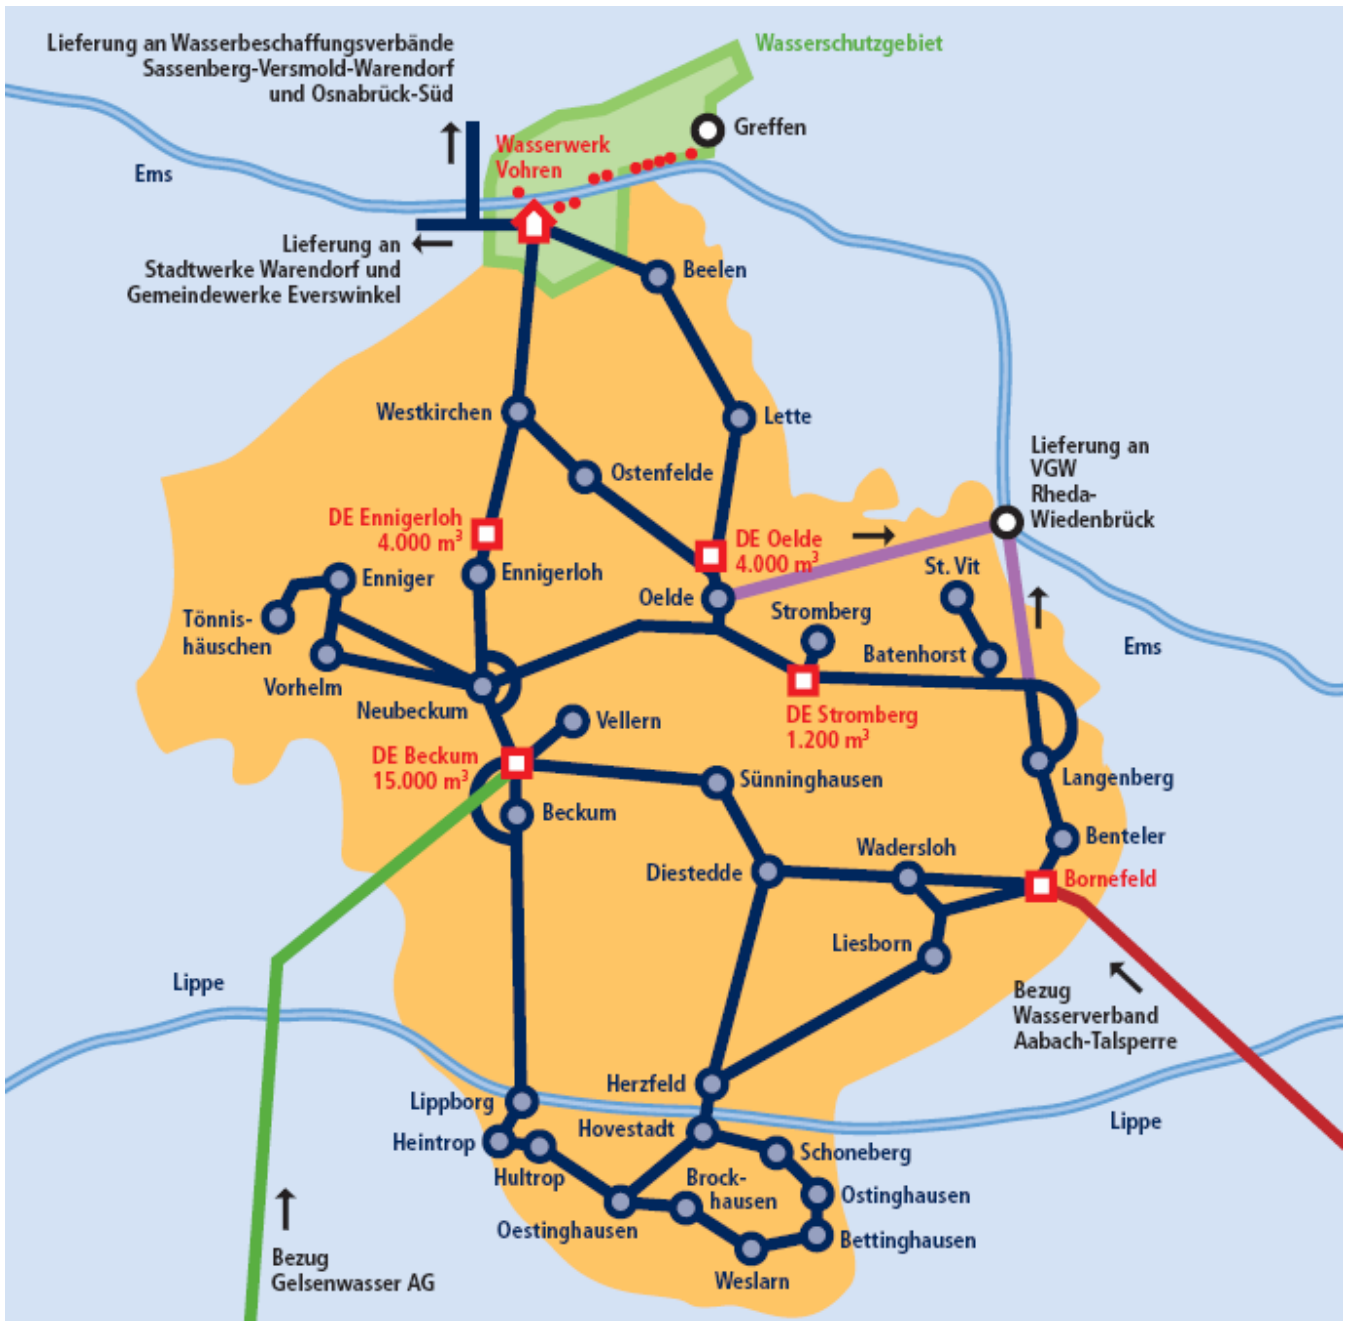 Lieferung an Wasserbeschaffungsverbände
Sassenberg-Versmold-Warendorf
und Osnabrück-Süd
Wasserschutzgebiet
Greffen
Wasserwerk
Vohren
Ems
Lieferung an
Stadtwerke Warendorf und
Gemeindewerke Everswinkel
Beelen
Westkirchen
Lette
Ostenfelde
Lieferung an
VGW
Rheda-
Wiedenbrück
DE Ennigerloh
4.000 m³
DE Oelde
4.000 m³
Enniger
Ennigerloh
Oelde
St. Vit
Stromberg
Tönnis-
häuschen
Batenhorst
Ems
Vorhelm
Neubeckum
Vellern
DE Stromberg
1.200 m³
DE Beckum
15.000 m³
Sünninghausen
Langenberg
Beckum
Benteler
Wadersloh
Diestedde
Bornefeld
Liesborn
Lippe
Bezug
Wasserverband
Aabach-Talsperre
Herzfeld
Lippborg
Hovestadt
Lippe
Heintrop
Schoneberg
Hultrop
Brock-
hausen
Ostinghausen
Oestinghausen
Bettinghausen
Bezug
Gelsenwasser AG
Weslarn